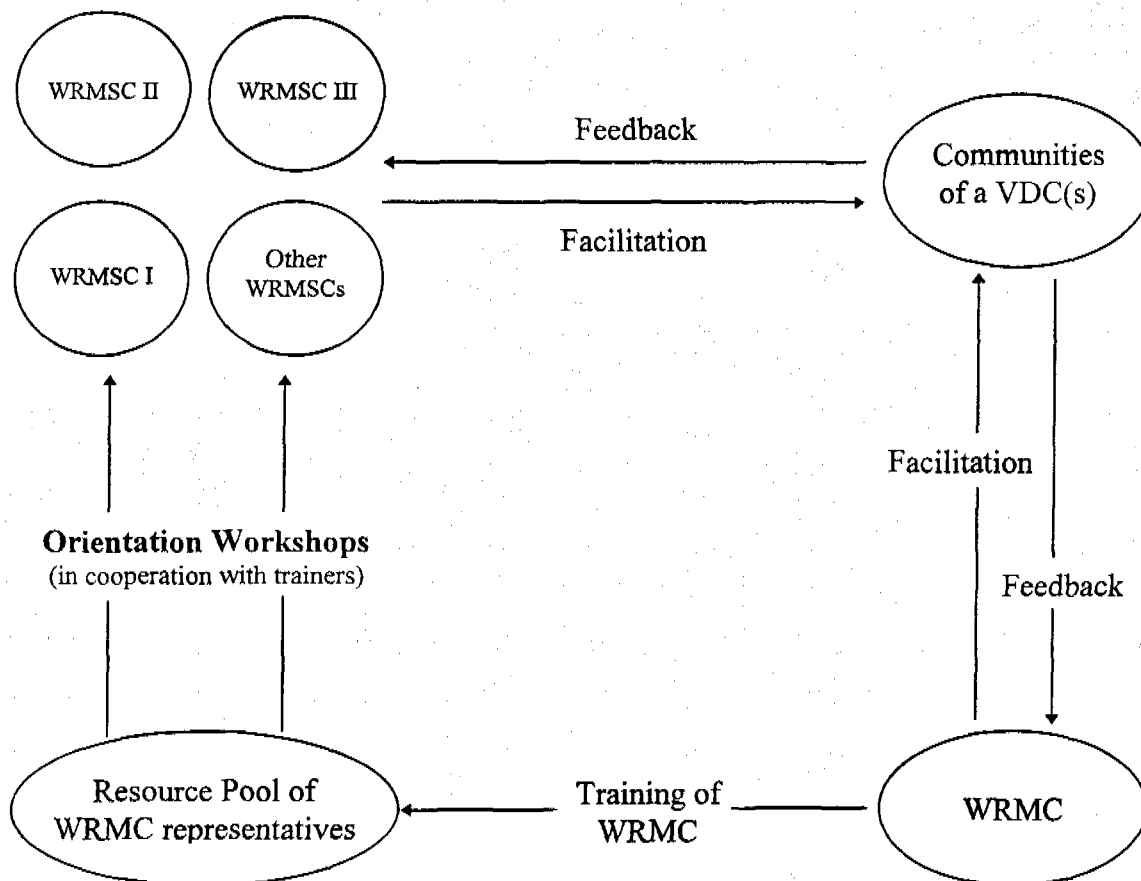 WRMSC II
WRMSC III
Feedback
Communities
of a VDC(s)
Facilitation
WRMSC I
Other
WRMSCs
Facilitation
Orientation Workshops
(in cooperation with trainers)
Feedback
Resource Pool of
WRMC representatives
Training of
WRMC
WRMC